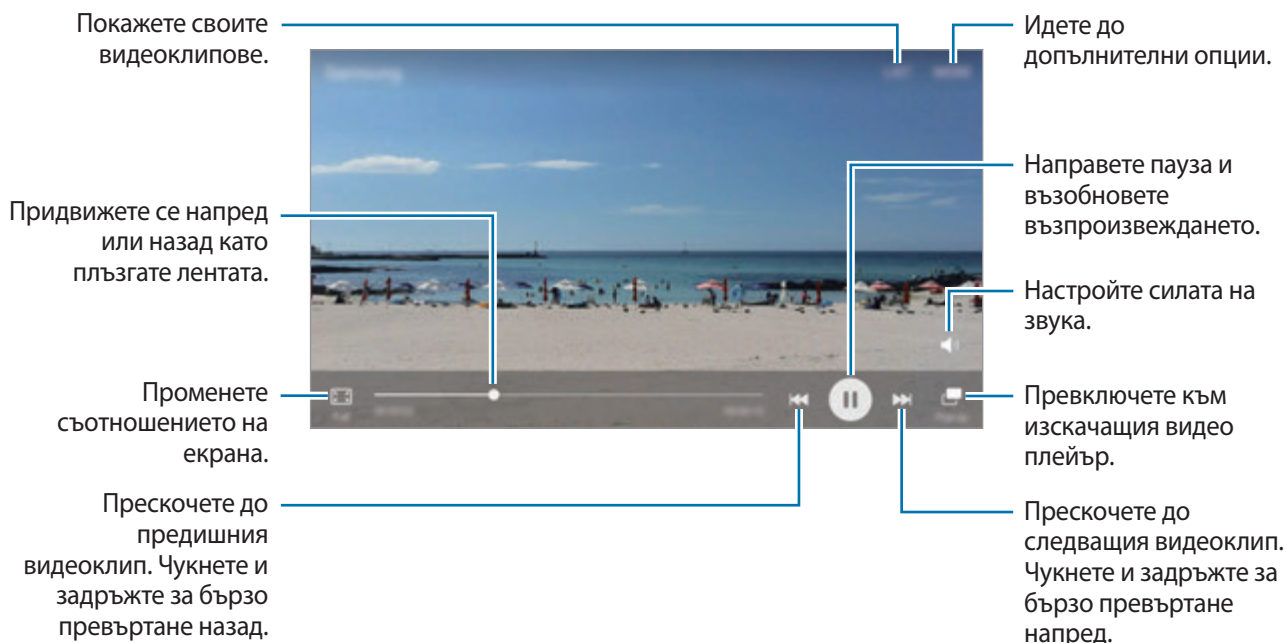 Покажете своите
видеоклипове.
Идете до
допълнителни опции.
Samsung
Придвижете се напред
или назад като
плъзгате лентата.
Направете пауза и
възобновете
възпроизвеждането.
Настройте силата на
звука.
Променете
съотношението на
екрана.
Превключете към
изскачащия видео
плейър.
Прескочете до
предишния
видеоклип. Чукнете и
задръжте за бързо
превъртане назад.
Прескочете до
следващия видеоклип.
Чукнете и задръжте за
бързо превъртане
напред.